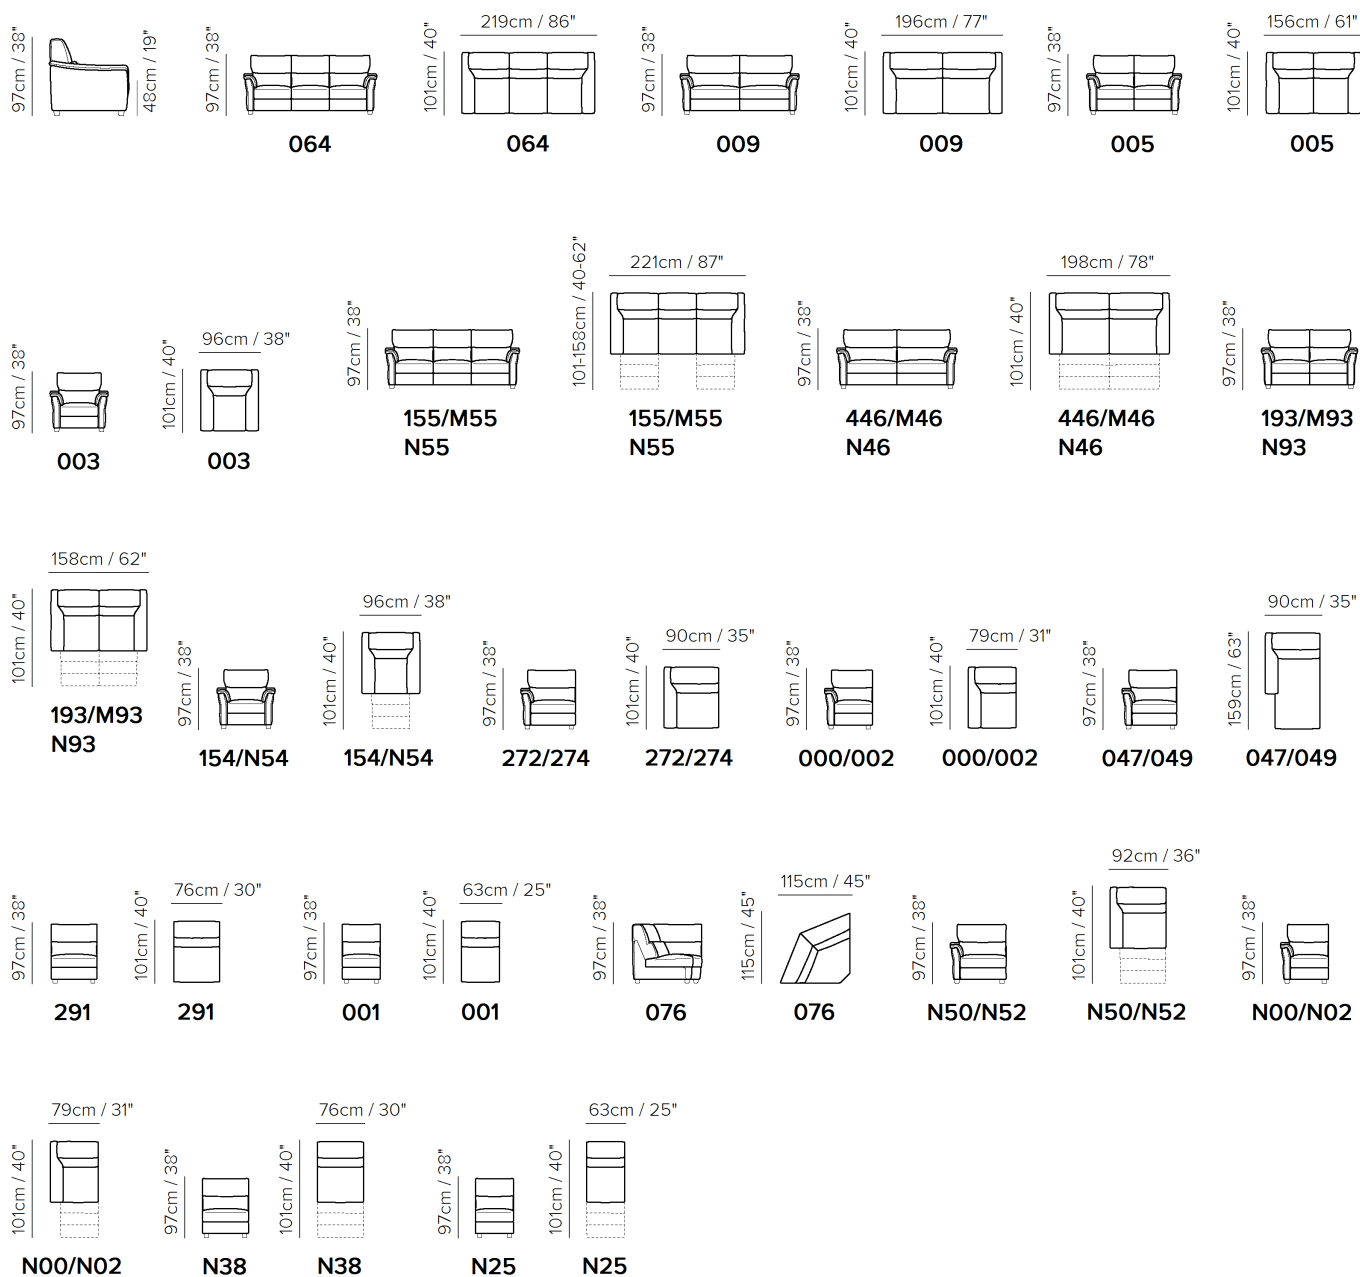 97cm / 38"
48cm / 19"
97cm / 38"
064
219cm / 86"
101cm / 40"
064
97cm / 38"
009
196cm / 77"
101cm / 40"
009
97cm / 38"
005
156cm / 61"
101cm / 40"
005
97cm / 38"
003
96cm / 38"
101cm / 40"
003
97cm / 38"
155/M55
N55
221cm / 87"
101-158cm / 40-62"
155/M55
N55
97cm / 38"
446/M46
N46
198cm / 78"
101cm / 40"
446/M46
N46
97cm / 38"
193/M93
N93
158cm / 62"
101cm / 40"
193/M93
N93
97cm / 38"
154/N54
96cm / 38"
101cm / 40"
154/N54
97cm / 38"
272/274
90cm / 35"
101cm / 40"
272/274
97cm / 38"
000/002
79cm / 31"
101cm / 40"
000/002
97cm / 38"
047/049
90cm / 35"
159cm / 63"
047/049
97cm / 38"
291
76cm / 30"
101cm / 40"
291
97cm / 38"
001
63cm / 25"
101cm / 40"
001
97cm / 38"
076
115cm / 45"
115cm / 45"
076
97cm / 38"
N50/N52
92cm / 36"
101cm / 40"
N50/N52
97cm / 38"
N00/N02
79cm / 31"
101cm / 40"
N00/N02
97cm / 38"
N38
76cm / 30"
101cm / 40"
N38
97cm / 38"
N25
63cm / 25"
101cm / 40"
N25